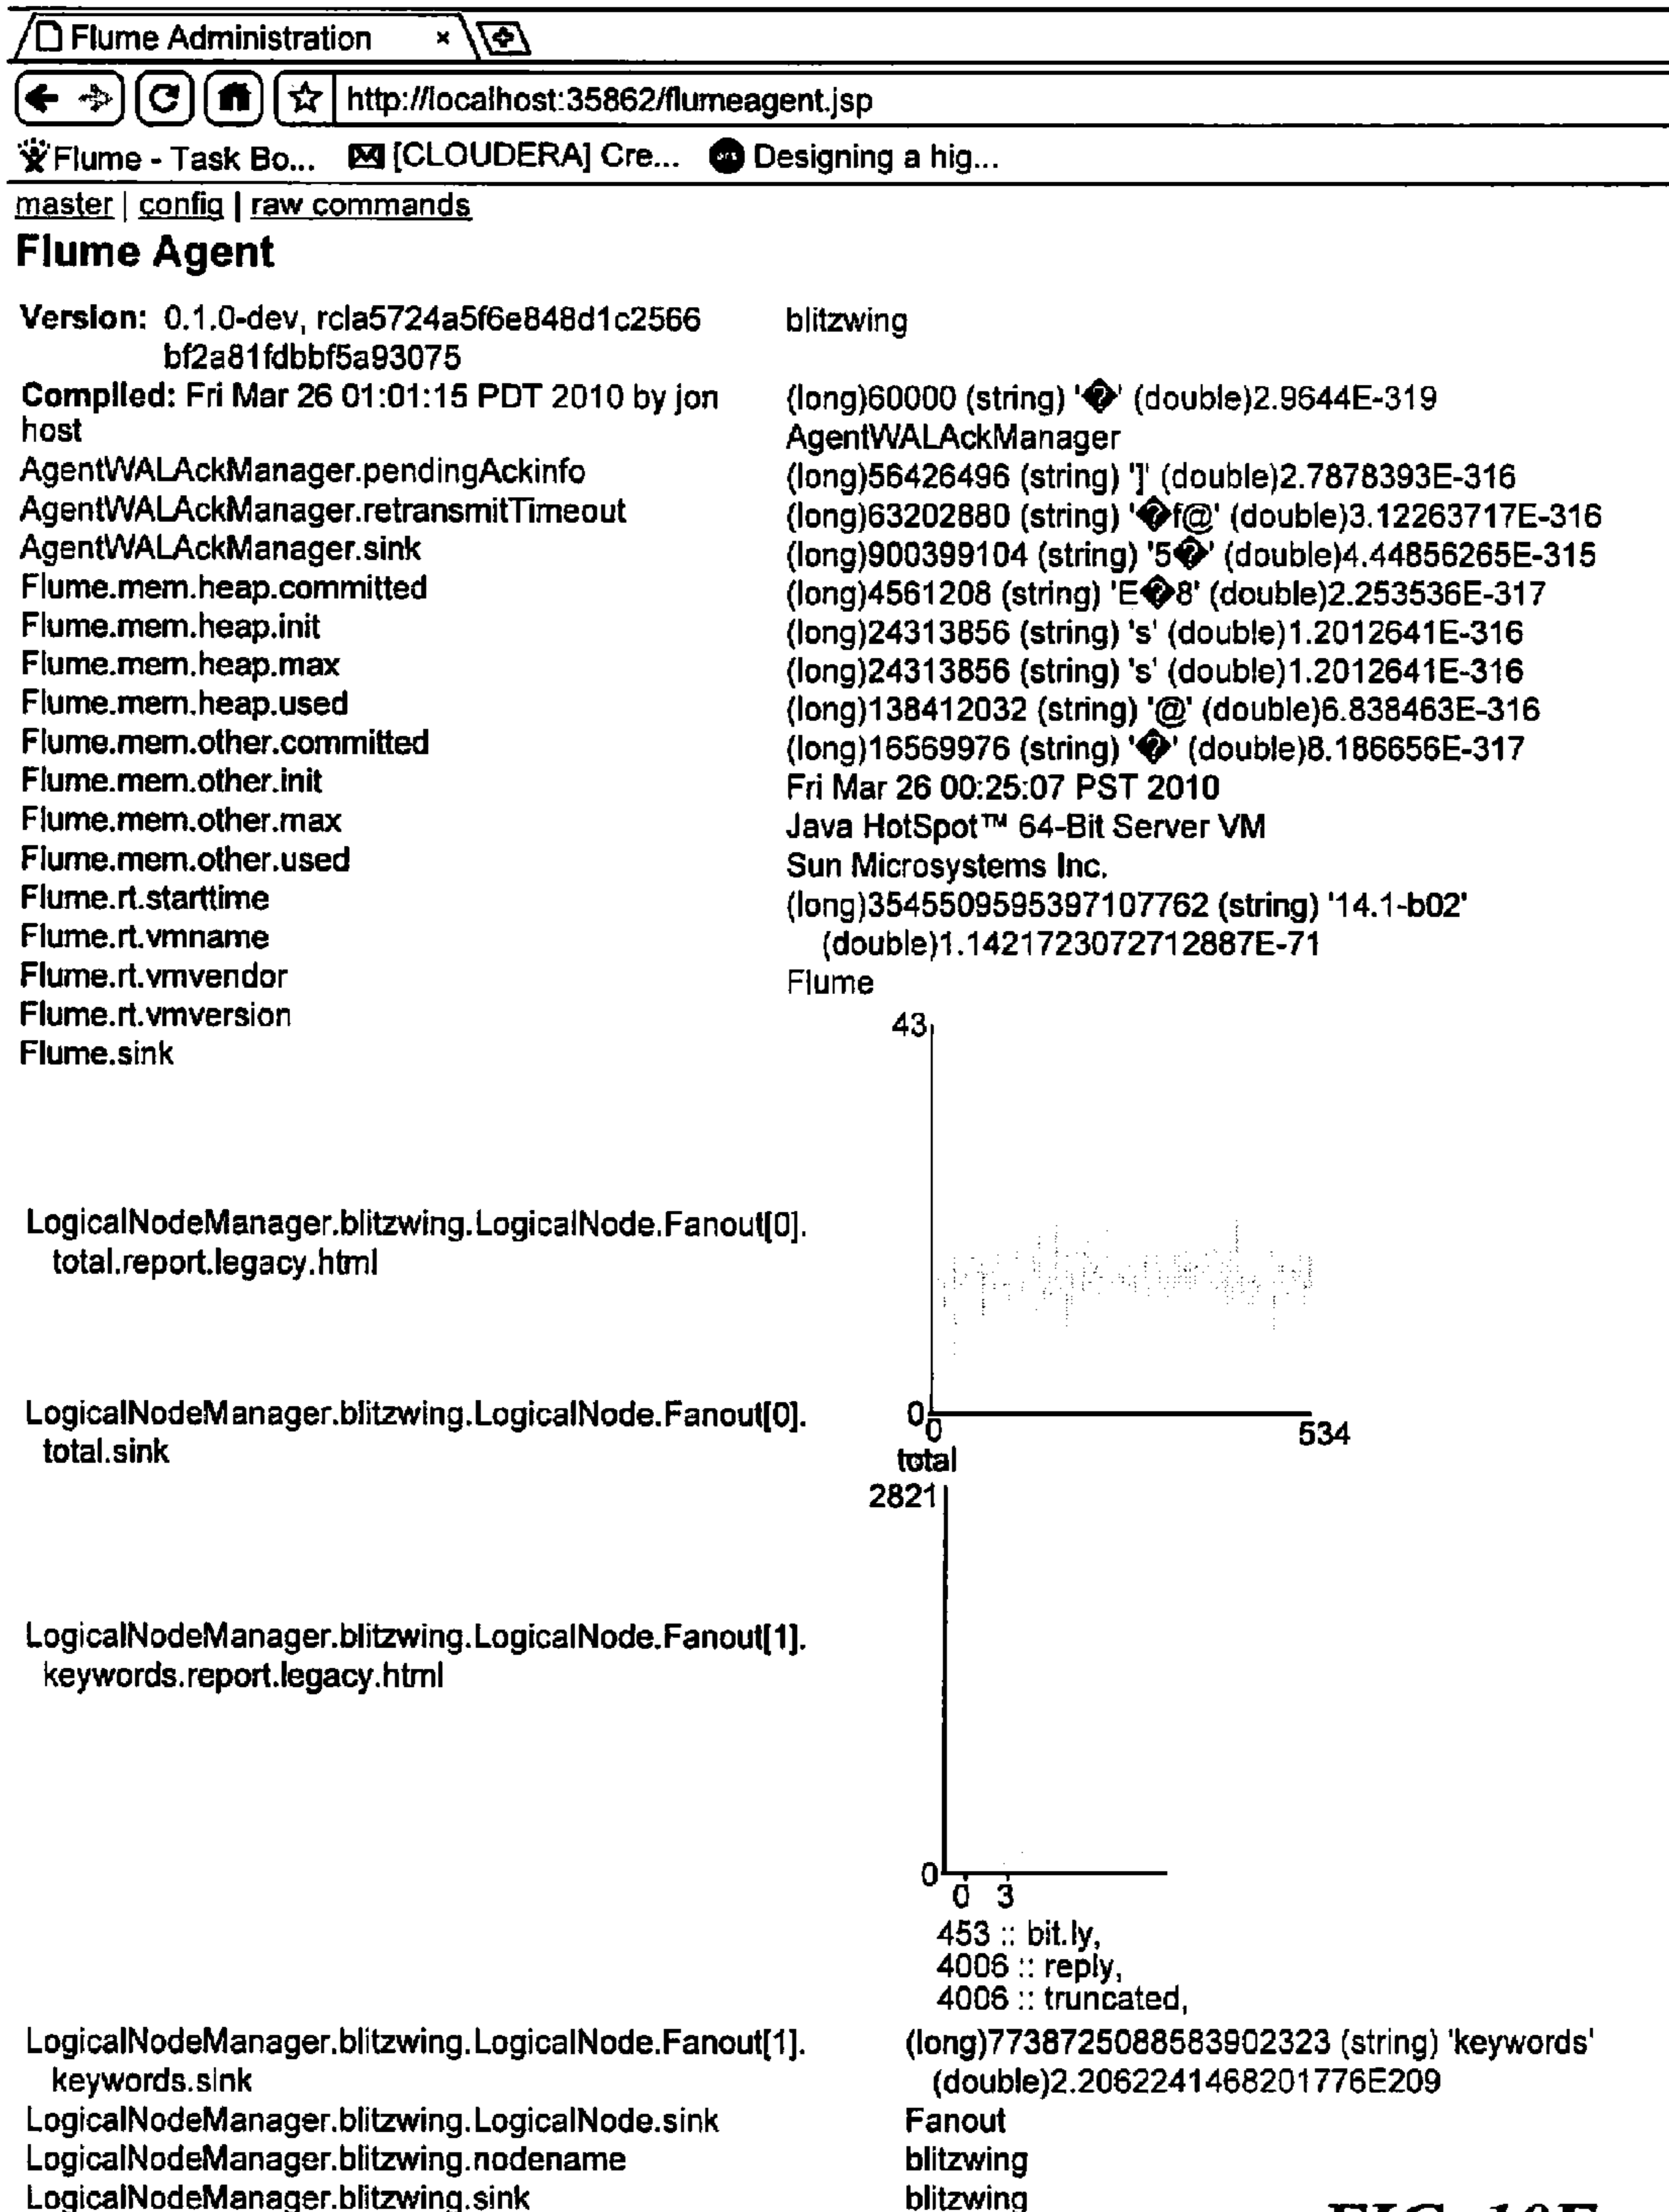 Flume Administration ×
http://localhost:35862/flumeagent.jsp
Flume - Task Bo... [CLOUDERA] Cre... Designing a hig...
master | config | raw commands
Flume Agent
Version: 0.1.0-dev, rcla5724a5f6e848d1c2566
bf2a81fdbbf5a93075
blitzwing
Compiled: Fri Mar 26 01:01:15 PDT 2010 by jon
host
AgentWALAckManager.pendingAckinfo
AgentWALAckManager.retransmitTimeout
AgentWALAckManager.sink
Flume.mem.heap.committed
Flume.mem.heap.init
Flume.mem.heap.max
Flume.mem.heap.used
Flume.mem.other.committed
Flume.mem.other.init
Flume.mem.other.max
Flume.mem.other.used
Flume.rt.starttime
Flume.rt.vmname
Flume.rt.vmvendor
Flume.rt.vmversion
Flume.sink
(long)60000 (string) '�' (double)2.9644E-319
AgentWALAckManager
(long)56426496 (string) ']' (double)2.7878393E-316
(long)63202880 (string) '�f@' (double)3.12263717E-316
(long)900399104 (string) '5�' (double)4.44856265E-315
(long)4561208 (string) 'E�8' (double)2.253536E-317
(long)24313856 (string) 's' (double)1.2012641E-316
(long)24313856 (string) 's' (double)1.2012641E-316
(long)138412032 (string) '@' (double)6.838463E-316
(long)16569976 (string) '�' (double)8.186656E-317
Fri Mar 26 00:25:07 PST 2010
Java HotSpot™ 64-Bit Server VM
Sun Microsystems Inc.
(long)3545509595397107762 (string) '14.1-b02'
(double)1.1421723072712887E-71
Flume
43
LogicalNodeManager.blitzwing.LogicalNode.Fanout[0].
total.report.legacy.html
LogicalNodeManager.blitzwing.LogicalNode.Fanout[0].
total.sink
0
0 534
total
2821
LogicalNodeManager.blitzwing.LogicalNode.Fanout[1].
keywords.report.legacy.html
0
0 3
453 :: bit.ly,
4006 :: reply,
4006 :: truncated,
LogicalNodeManager.blitzwing.LogicalNode.Fanout[1].
keywords.sink
(long)7738725088583902323 (string) 'keywords'
(double)2.2062241468201776E209
LogicalNodeManager.blitzwing.LogicalNode.sink Fanout
LogicalNodeManager.blitzwing.nodename blitzwing
LogicalNodeManager.blitzwing.sink blitzwing